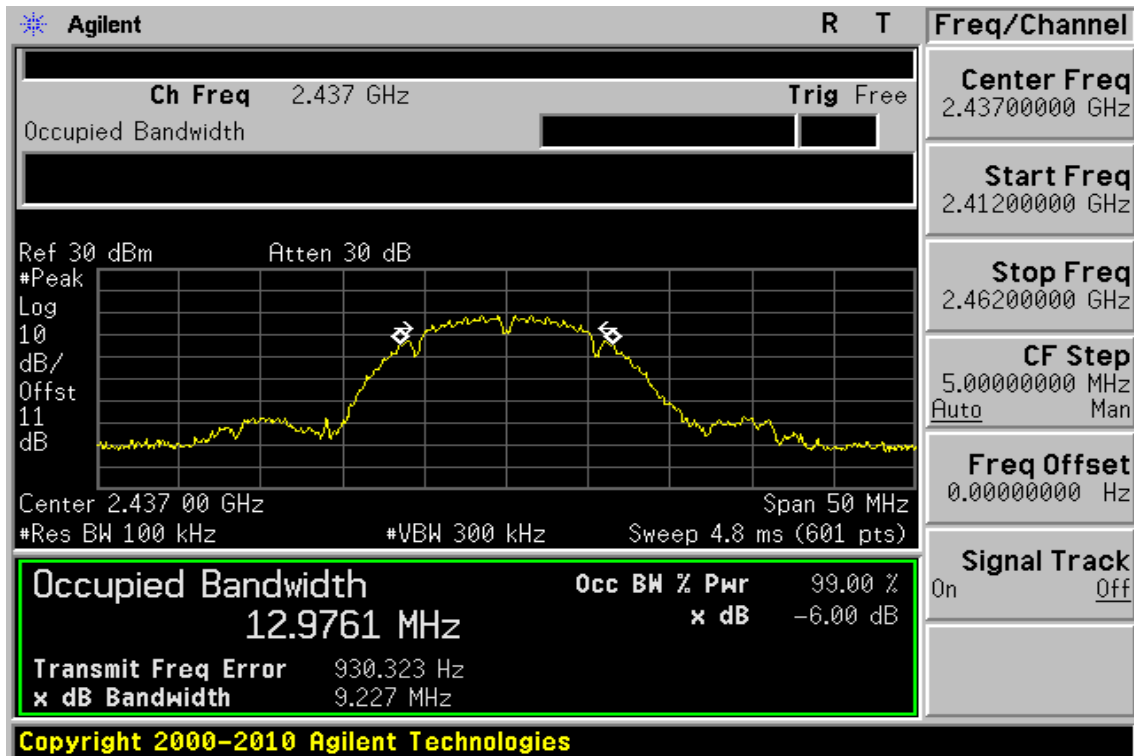 Agilent R T
Freq/Channel
Ch Freq 2.437 GHz Trig Free
Occupied Bandwidth
Ref 30 dBm Atten 30 dB
#Peak
Log
10
dB/
Offst
11
dB
Center 2.437 00 GHz Span 50 MHz
#Res BW 100 kHz #VBW 300 kHz Sweep 4.8 ms (601 pts)
Occupied Bandwidth
12.9761 MHz
Occ BW % Pwr 99.00 %
x dB -6.00 dB
Transmit Freq Error 930.323 Hz
x dB Bandwidth 9.227 MHz
Copyright 2000-2010 Agilent Technologies
Center Freq
2.43700000 GHz
Start Freq
2.41200000 GHz
Stop Freq
2.46200000 GHz
CF Step
5.00000000 MHz
Auto Man
Freq Offset
0.00000000 Hz
Signal Track
On Off